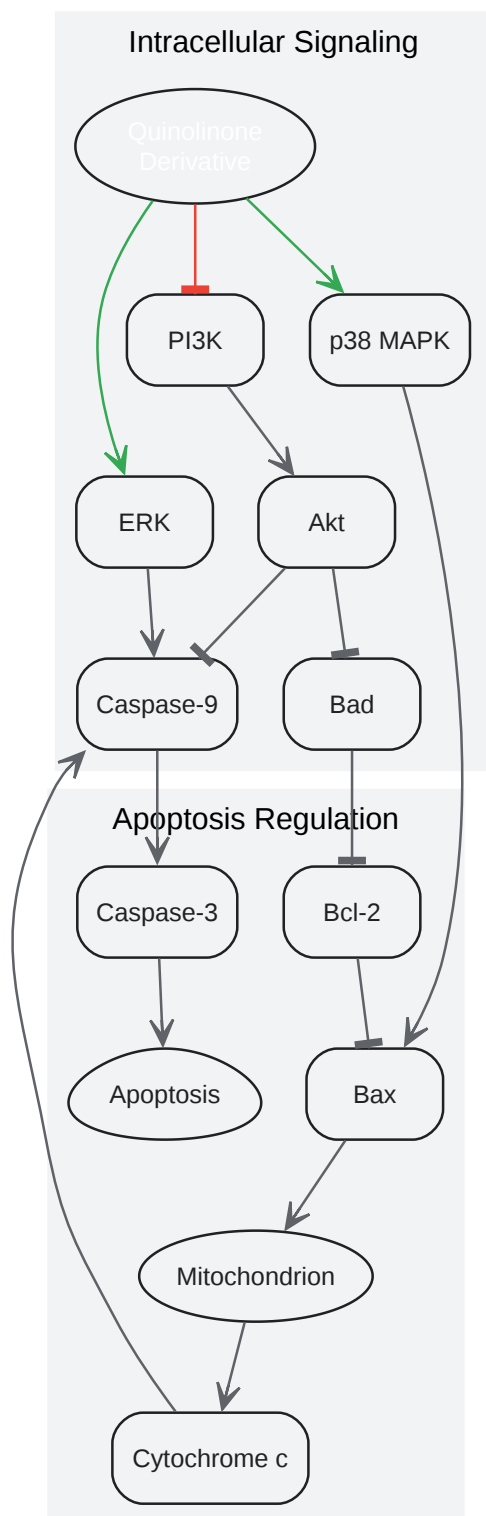 Intracellular Signaling
Quinolinone
Derivative
PI3K
p38 MAPK
ERK
Akt
Caspase-9
Bad
Apoptosis Regulation
Caspase-3
Bcl-2
Apoptosis
Bax
Mitochondrion
Cytochrome c